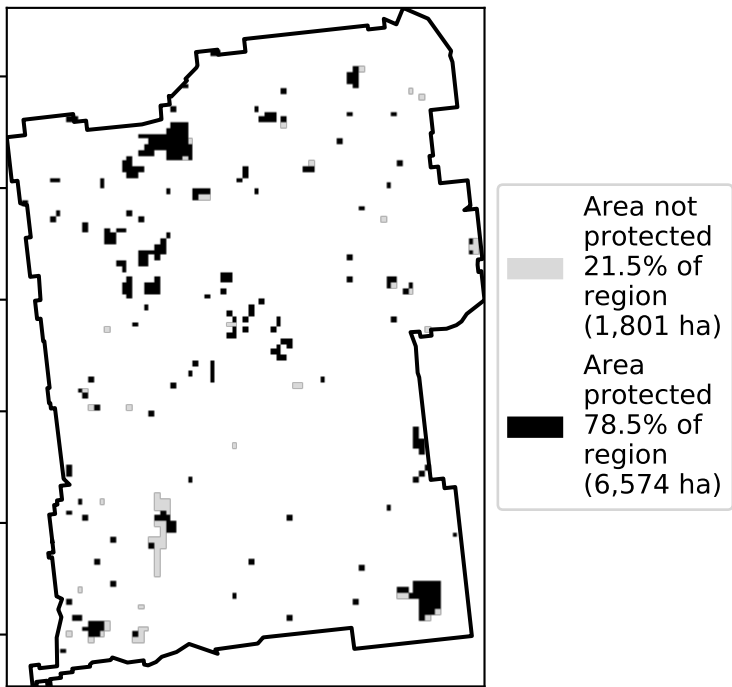 Area not
protected
21.5% of
region
(1,801 ha)
Area
protected
78.5% of
region
(6,574 ha)